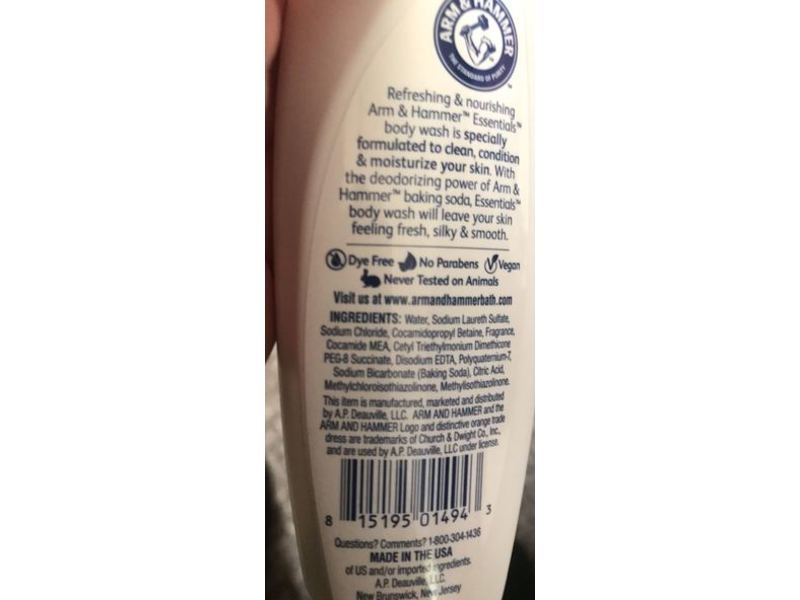 ARM & HAMMER
THE STANDARD OF PURITY
Refreshing & nourishing
Arm & Hammer™ Essentials™
body wash is specially
formulated to clean, condition
& moisturize your skin. With
the deodorizing power of Arm &
Hammer™ baking soda, Essentials™
body wash will leave your skin
feeling fresh, silky & smooth.
Dye Free No Parabens Vegan
Never Tested on Animals
Visit us at www.armandhammerbath.com
INGREDIENTS: Water, Sodium Laureth Sulfate,
Sodium Chloride, Cocamidopropyl Betaine, Fragrance,
Cocamide MEA, Cetyl Triethylmonium Dimethicone
PEG-8 Succinate, Disodium EDTA, Polyquaternium-7,
Sodium Bicarbonate (Baking Soda), Citric Acid,
Methylchloroisothiazolinone, Methylisothiazolinone.
This item is manufactured, marketed and distributed
by A.P. Deauville, LLC. ARM AND HAMMER and the
ARM AND HAMMER Logo and distinctive orange trade
dress are trademarks of Church & Dwight Co., Inc.,
and are used by A.P. Deauville, LLC under license.
8 15195 01494 3
Questions? Comments? 1-800-304-1436
MADE IN THE USA
of US and/or imported ingredients.
A.P. Deauville, LLC
New Brunswick, New Jersey